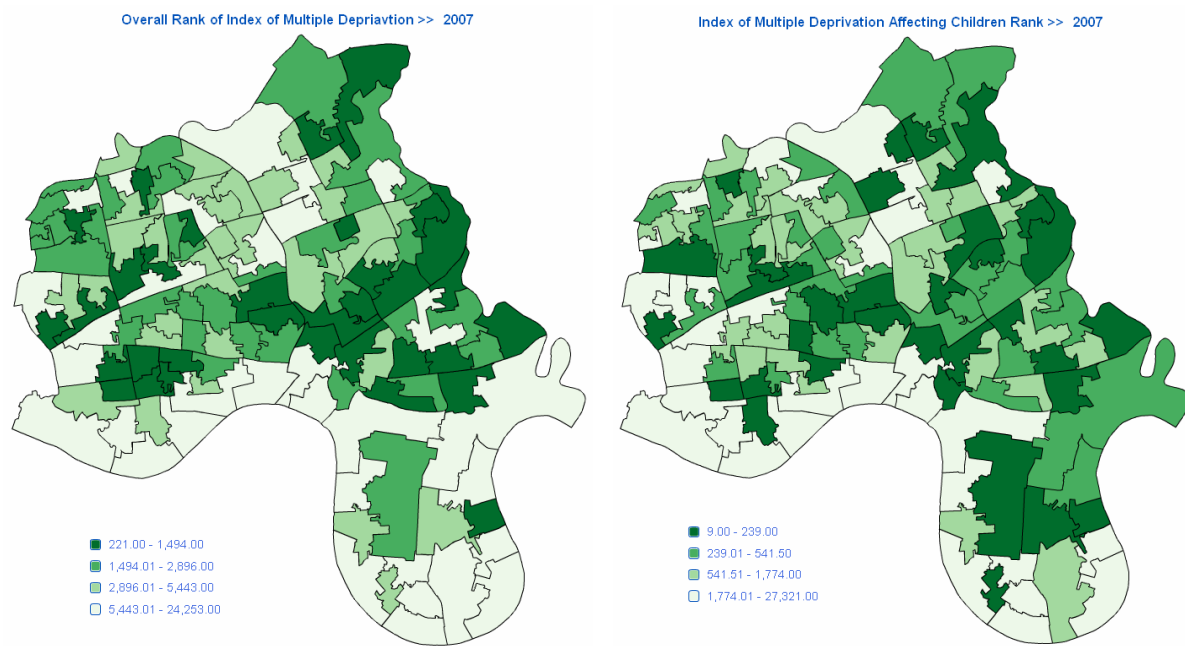 Overall Rank of Index of Multiple Depriavtion >> 2007
221.00 - 1,494.00
1,494.01 - 2,896.00
2,896.01 - 5,443.00
5,443.01 - 24,253.00
Index of Multiple Deprivation Affecting Children Rank >> 2007
9.00 - 239.00
239.01 - 541.50
541.51 - 1,774.00
1,774.01 - 27,321.00